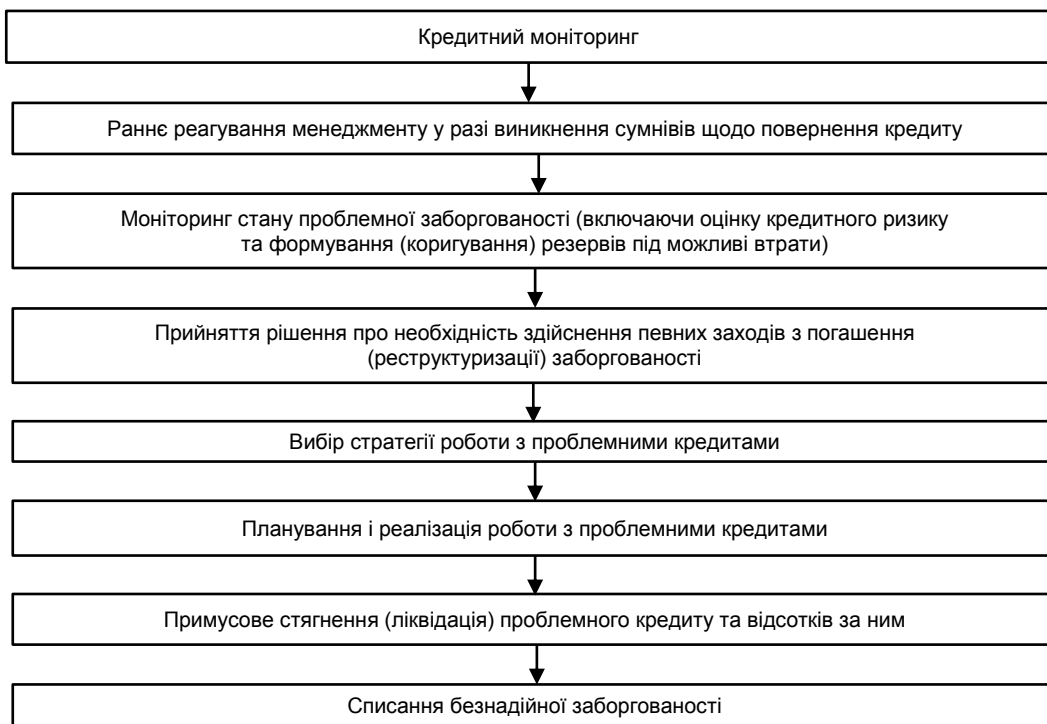 Кредитний моніторинг
Раннє реагування менеджменту у разі виникнення сумнівів щодо повернення кредиту
Моніторинг стану проблемної заборгованості (включаючи оцінку кредитного ризику
та формування (коригування) резервів під можливі втрати)
Прийняття рішення про необхідність здійснення певних заходів з погашення
(реструктуризації) заборгованості
Вибір стратегії роботи з проблемними кредитами
Планування і реалізація роботи з проблемними кредитами
Примусове стягнення (ліквідація) проблемного кредиту та відсотків за ним
Списання безнадійної заборгованості